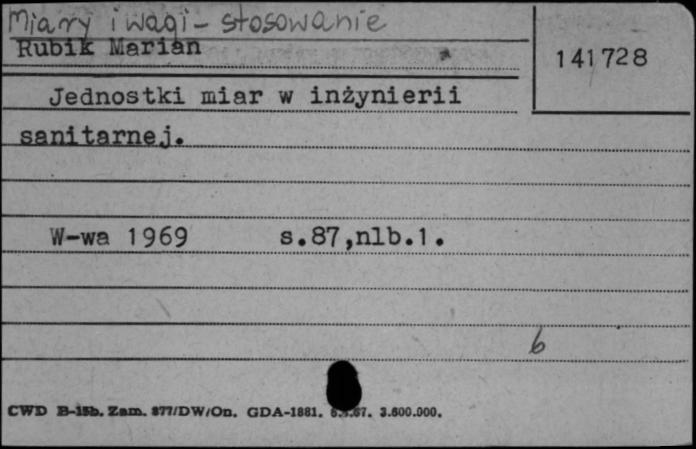 Miary i wagi - stosowanie
Rubik Marian
141728
Jednostki miar w inżynierii
sanitarnej.
W-wa 1969 s.87,nlb.1.
6
CWD B-15b. Zam. 877/DW/On. GDA-1881. 3.600.000.